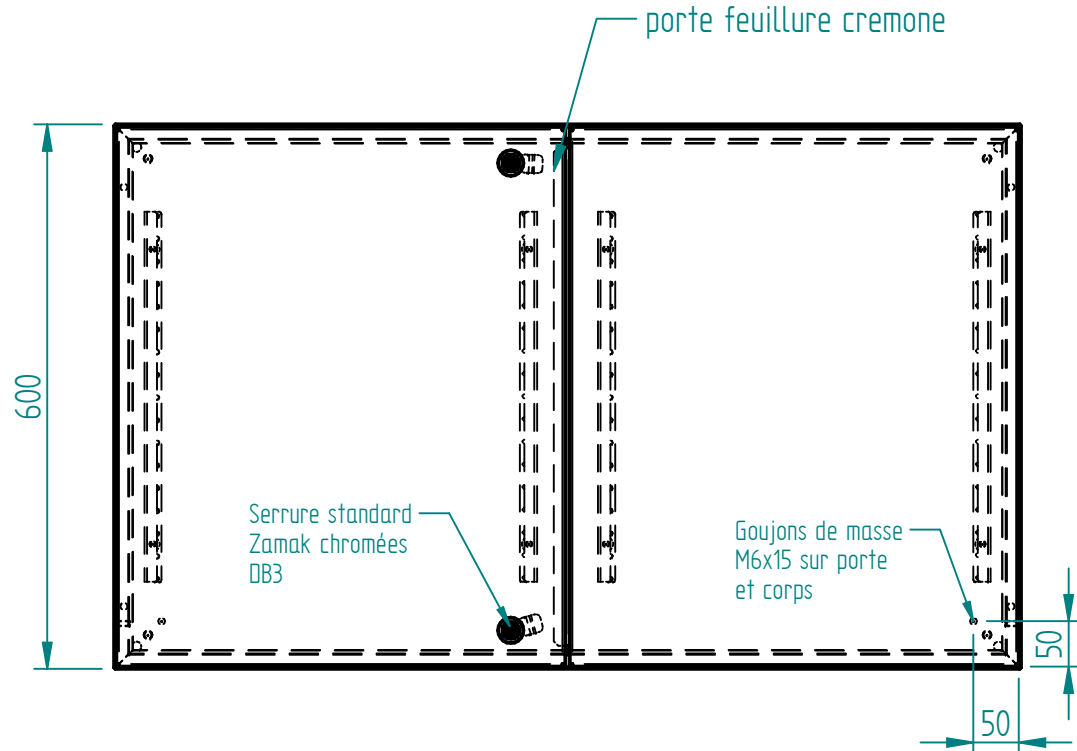 porte feuillure cremone
600
Serrure standard
Zamak chromées
DB3
Goujons de masse
M6x15 sur porte
et corps
50
50